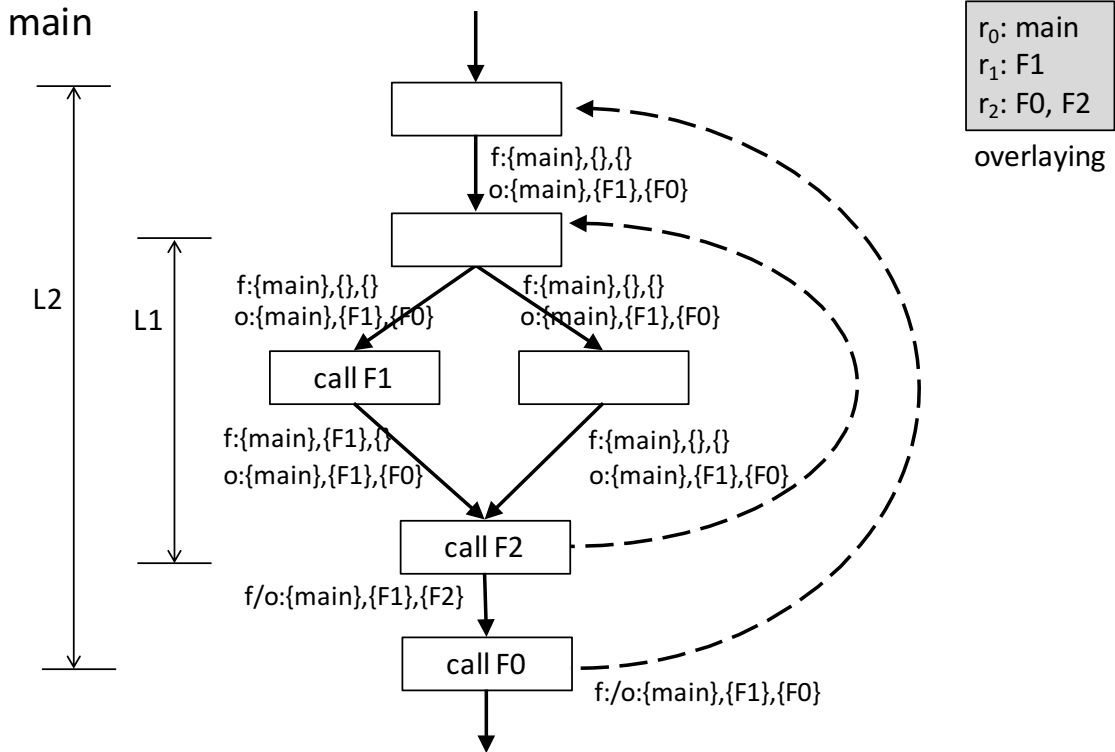 main
r₀: main
r₁: F1
r₂: F0, F2
overlaying
f:{main},{},{}
o:{main},{F1},{F0}
L2
L1
f:{main},{},{}
o:{main},{F1},{F0}
f:{main},{},{}
o:{main},{F1},{F0}
call F1
f:{main},{F1},{}
o:{main},{F1},{F0}
f:{main},{},{}
o:{main},{F1},{F0}
call F2
f/o:{main},{F1},{F2}
call F0
f:/o:{main},{F1},{F0}